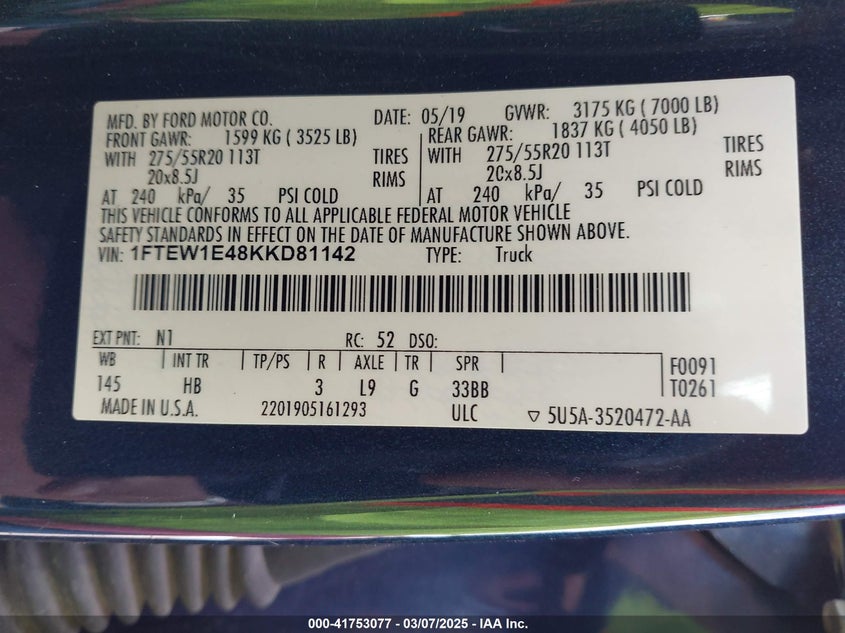 MFD. BY FORD MOTOR CO. DATE: 05/19 GVWR: 3175 KG ( 7000 LB)
FRONT GAWR: 1599 KG ( 3525 LB) REAR GAWR: 1837 KG ( 4050 LB)
WITH 275/55R20 113T TIRES WITH 275/55R20 113T TIRES
20x8.5J RIMS 20x8.5J RIMS
AT 240 kPa/ 35 PSI COLD AT 240 kPa/ 35 PSI COLD
THIS VEHICLE CONFORMS TO ALL APPLICABLE FEDERAL MOTOR VEHICLE
SAFETY STANDARDS IN EFFECT ON THE DATE OF MANUFACTURE SHOWN ABOVE.
VIN: 1FTEW1E48KKD81142 TYPE: Truck
EXT PNT: N1 RC: 52 DSO:
WB INT TR TP/PS R AXLE TR SPR F0091
145 HB 3 L9 G 33BB T0261
MADE IN U.S.A. 2201905161293 ULC ▽ 5U5A-3520472-AA
000-41753077 - 03/07/2025 - IAA Inc.